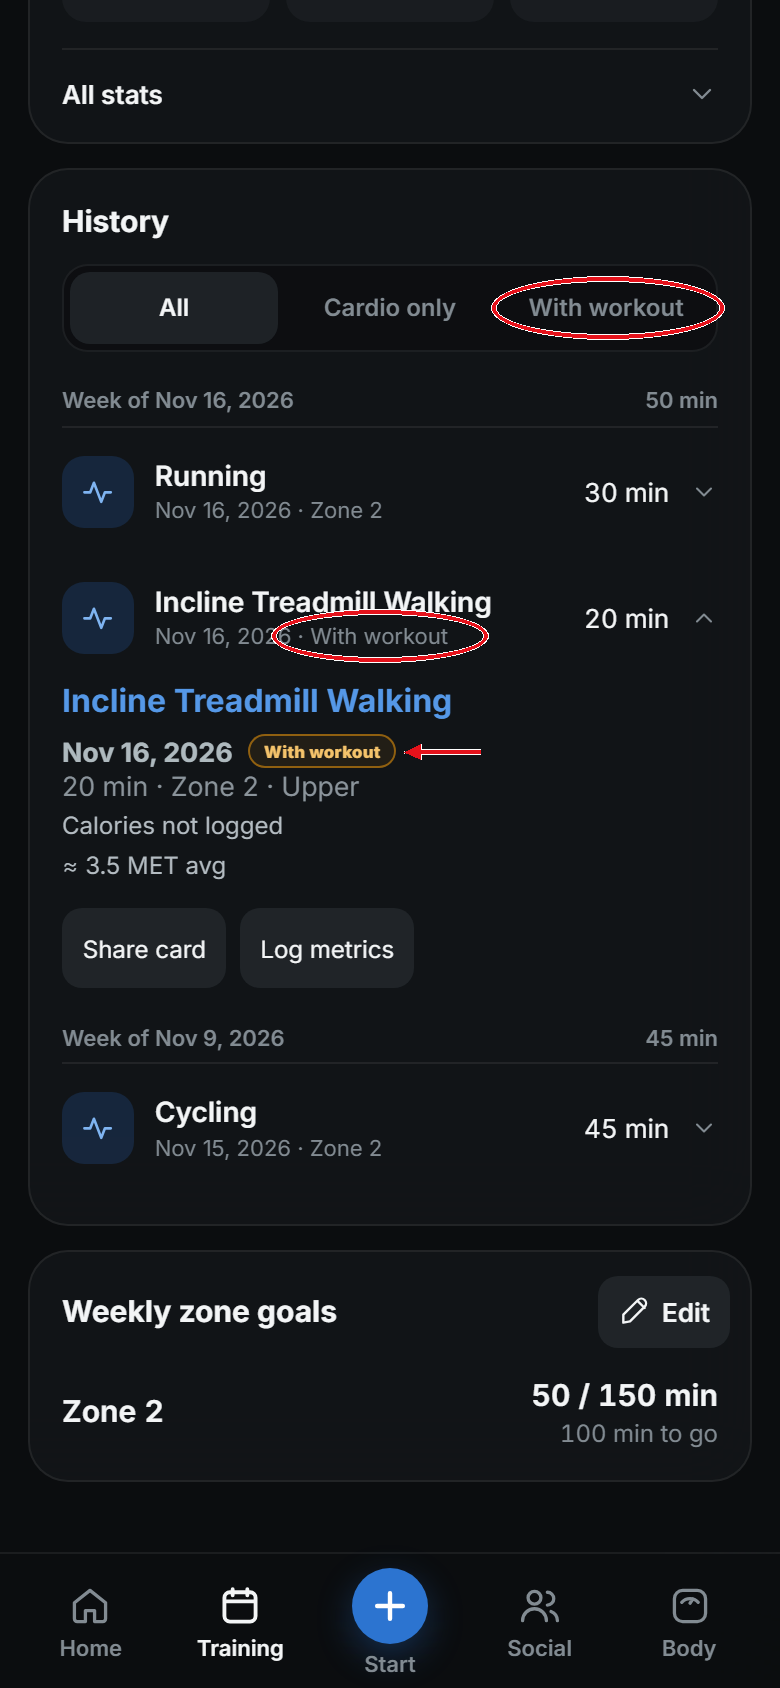 All stats
History
All Cardio only With workout
Week of Nov 16, 2026 50 min
Running
Nov 16, 2026 · Zone 2
30 min
Incline Treadmill Walking
Nov 16, 2026 · With workout
20 min
Incline Treadmill Walking
Nov 16, 2026 With workout
20 min · Zone 2 · Upper
Calories not logged
≈ 3.5 MET avg
Share card Log metrics
Week of Nov 9, 2026 45 min
Cycling
Nov 15, 2026 · Zone 2
45 min
Weekly zone goals Edit
Zone 2
50 / 150 min
100 min to go
Home Training Start Social Body